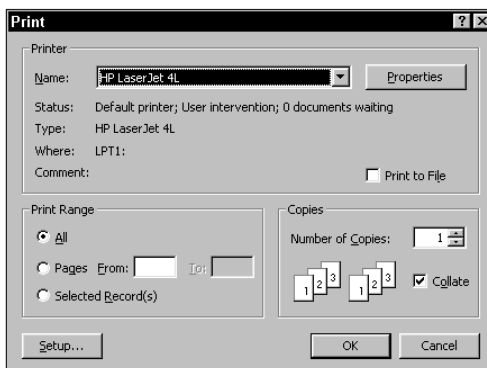 Print
Printer
Name: HP LaserJet 4L Properties
Status: Default printer; User intervention; 0 documents waiting
Type: HP LaserJet 4L
Where: LPT1:
Comment: Print to File
Print Range
All
Pages From: To:
Selected Record(s)
Copies
Number of Copies: 1
1 2 3 1 2 3 Collate
Setup... OK Cancel